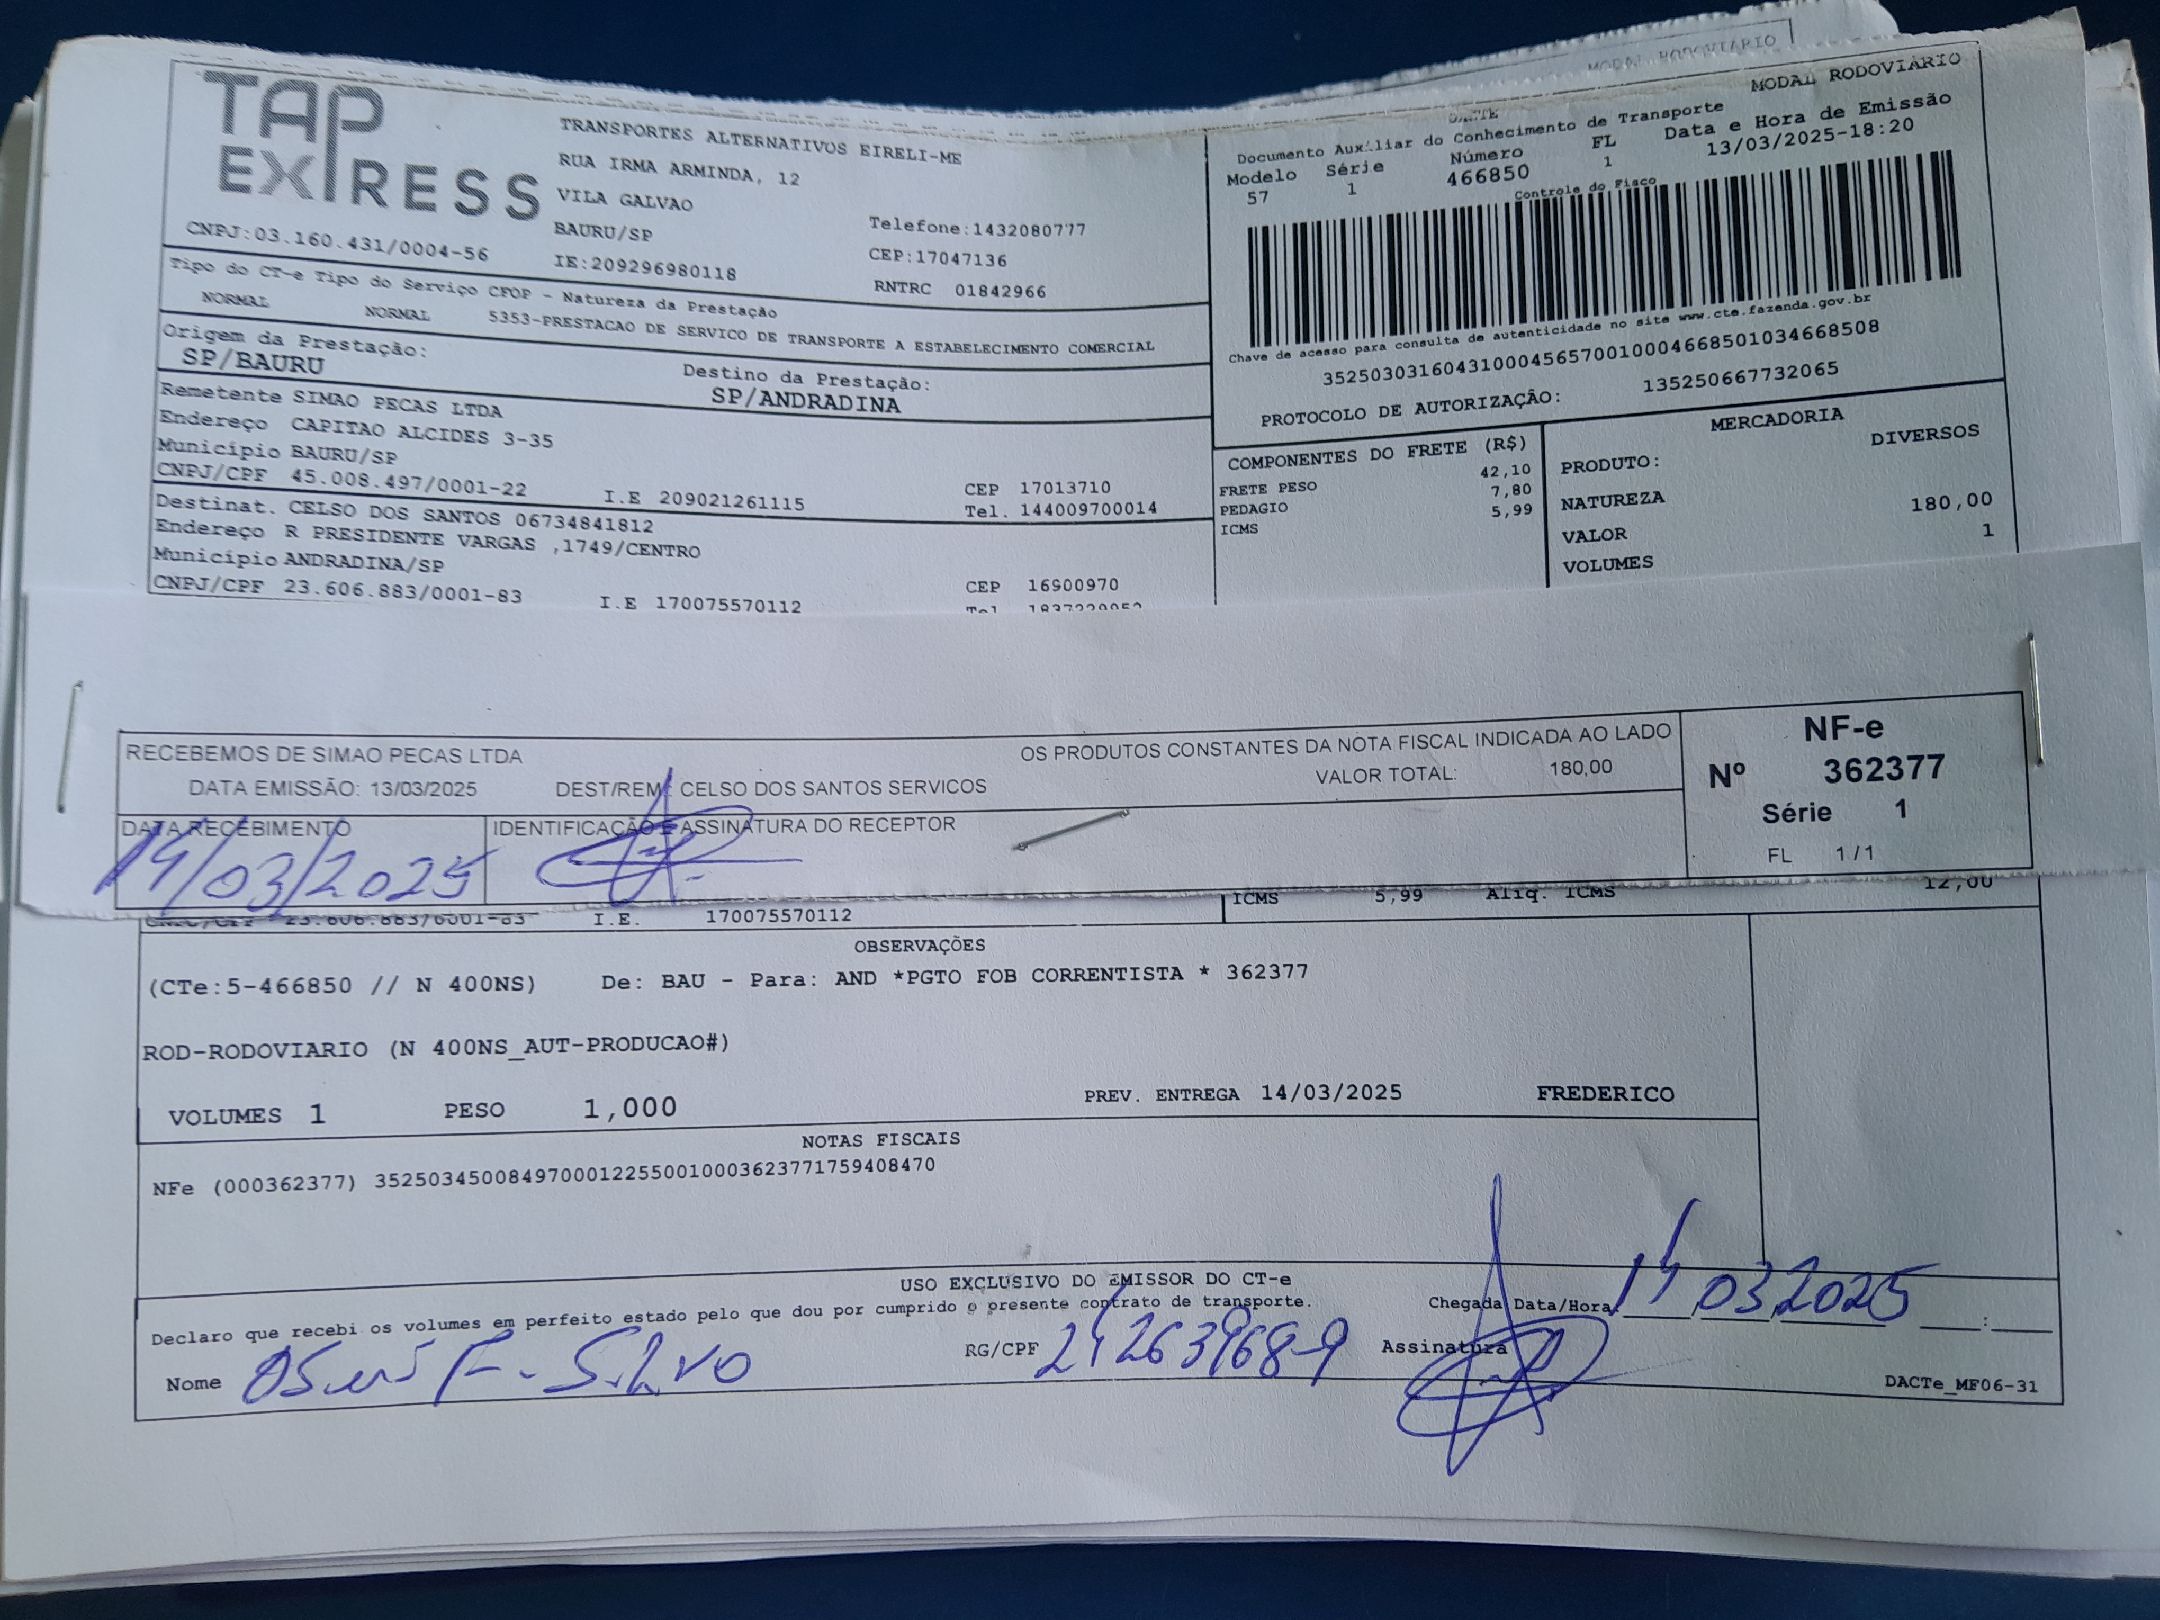 MODAL RODOVIARIO
TAP EXPRESS
TRANSPORTES ALTERNATIVOS EIRELI-ME
RUA IRMA ARMINDA, 12
VILA GALVAO
BAURU/SP Telefone:1432080777
CNPJ:03.160.431/0004-56 IE:209296980118 CEP:17047136
RNTRC 01842966
Tipo do CT-e Tipo do Serviço CFOP - Natureza da Prestação
NORMAL NORMAL 5353-PRESTACAO DE SERVICO DE TRANSPORTE A ESTABELECIMENTO COMERCIAL
Origem da Prestação: Destino da Prestação:
SP/BAURU SP/ANDRADINA
Remetente SIMAO PECAS LTDA
Endereço CAPITAO ALCIDES 3-35
Município BAURU/SP CEP 17013710
CNPJ/CPF 45.008.497/0001-22 I.E 209021261115 Tel. 144009700014
Destinat. CELSO DOS SANTOS 06734841812
Endereço R PRESIDENTE VARGAS ,1749/CENTRO
Município ANDRADINA/SP CEP 16900970
CNPJ/CPF 23.606.883/0001-83 I.E 170075570112
MODAL RODOVIARIO
DACTE
Documento Auxiliar do Conhecimento de Transporte
Modelo Série Número FL Data e Hora de Emissão
57 1 466850 1 13/03/2025-18:20
Controle do Fisco
Chave de acesso para consulta de autenticidade no site www.cte.fazenda.gov.br
35250303160431000456570010004668501034668508
PROTOCOLO DE AUTORIZAÇÃO: 135250667732065
COMPONENTES DO FRETE (R$)
FRETE PESO 42,10
PEDAGIO 7,80
ICMS 5,99
MERCADORIA
PRODUTO: DIVERSOS
NATUREZA
VALOR 180,00
VOLUMES 1
RECEBEMOS DE SIMAO PECAS LTDA OS PRODUTOS CONSTANTES DA NOTA FISCAL INDICADA AO LADO
DATA EMISSÃO: 13/03/2025 DEST/REM: CELSO DOS SANTOS SERVICOS VALOR TOTAL: 180,00
DATA RECEBIMENTO IDENTIFICAÇÃO E ASSINATURA DO RECEPTOR
14/03/2025
NF-e
Nº 362377
Série 1
FL 1/1
CNPJ/CPF 23.606.883/0001-83 I.E. 170075570112 ICMS 5,99 Aliq. ICMS 12,00
OBSERVAÇÕES
(CTe:5-466850 // N 400NS) De: BAU - Para: AND *PGTO FOB CORRENTISTA * 362377
ROD-RODOVIARIO (N 400NS_AUT-PRODUCAO#)
VOLUMES 1 PESO 1,000 PREV. ENTREGA 14/03/2025 FREDERICO
NOTAS FISCAIS
NFe (000362377) 35250345008497000122550010003623771759408470
USO EXCLUSIVO DO EMISSOR DO CT-e
Declaro que recebi os volumes em perfeito estado pelo que dou por cumprido o presente contrato de transporte. Chegada Data/Hora 14 03 2025 :
Nome F. Silva RG/CPF Assinatura
DACTe_MF06-31